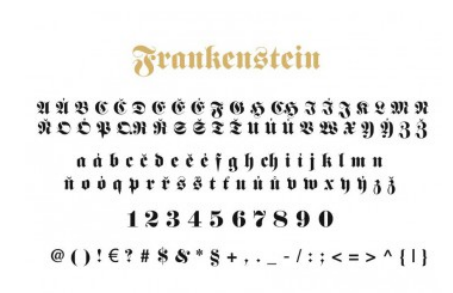 Frankenstein
A Á B C Č D E É Ě F G H CH I Í J K L M N
Ň O Ó P Q R Ř S Š T Ť U Ú Ů V W X Y Ý Z Ž
a á b c č d e č é f g h ch i í j k l m n
ň o ó q p r ř s š t ť u ú ů v w x y ý z ž
1 2 3 4 5 6 7 8 9 0
@ ( ) ! € ? # $ & * § + , . _ - / : ; < = > ^ { | }